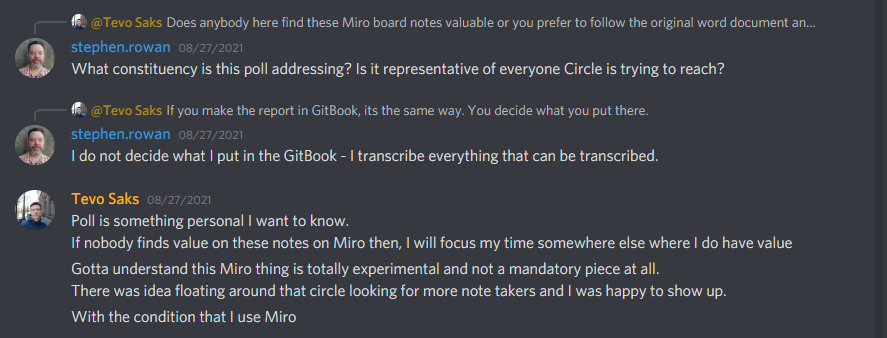 @Tevo Saks Does anybody here find these Miro board notes valuable or you prefer to follow the original word document an...
stephen.rowan 08/27/2021
What constituency is this poll addressing? Is it representative of everyone Circle is trying to reach?
@Tevo Saks If you make the report in GitBook, its the same way. You decide what you put there.
stephen.rowan 08/27/2021
I do not decide what I put in the GitBook - I transcribe everything that can be transcribed.
Tevo Saks 08/27/2021
Poll is something personal I want to know.
If nobody finds value on these notes on Miro then, I will focus my time somewhere else where I do have value
Gotta understand this Miro thing is totally experimental and not a mandatory piece at all.
There was idea floating around that circle looking for more note takers and I was happy to show up.
With the condition that I use Miro